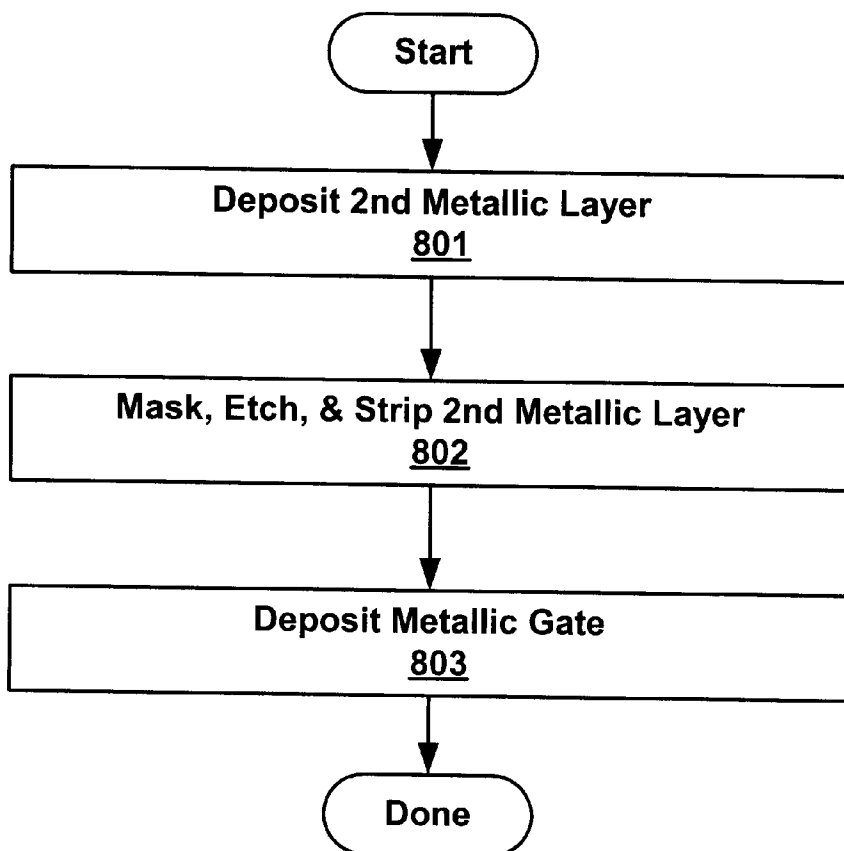 Start
Deposit 2nd Metallic Layer
801
Mask, Etch, & Strip 2nd Metallic Layer
802
Deposit Metallic Gate
803
Done